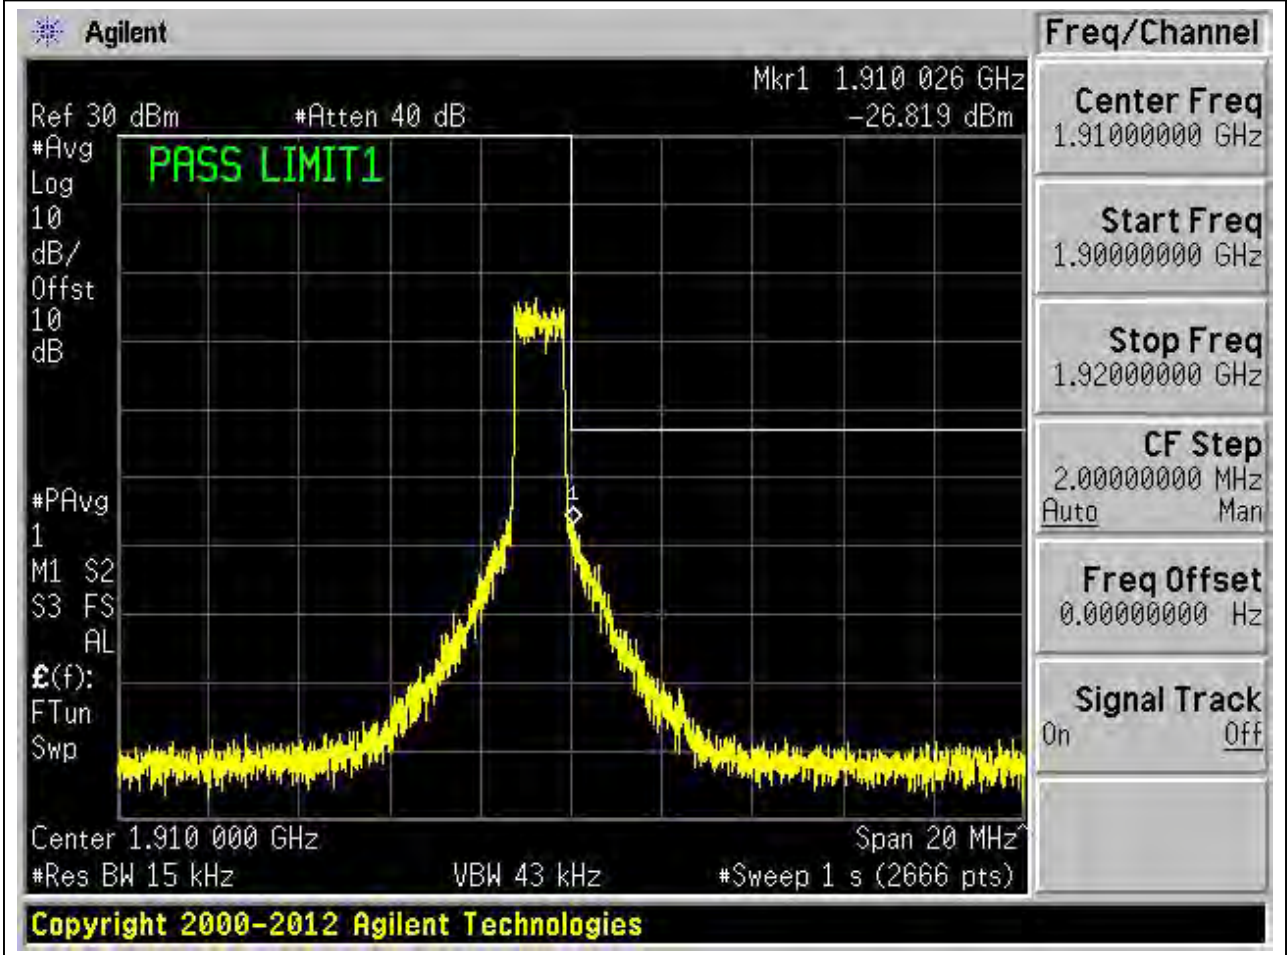 Agilent
Freq/Channel
Mkr1 1.910 026 GHz
Ref 30 dBm #Atten 40 dB -26.819 dBm
#Avg
Log
10
dB/
Offst
10
dB
PASS LIMIT1
1
#PAvg
1
M1 S2
S3 FS
AL
£(f):
FTun
Swp
Center 1.910 000 GHz Span 20 MHz^
#Res BW 15 kHz VBW 43 kHz #Sweep 1 s (2666 pts)
Center Freq
1.91000000 GHz
Start Freq
1.90000000 GHz
Stop Freq
1.92000000 GHz
CF Step
2.00000000 MHz
Auto Man
Freq Offset
0.00000000 Hz
Signal Track
On Off
Copyright 2000-2012 Agilent Technologies